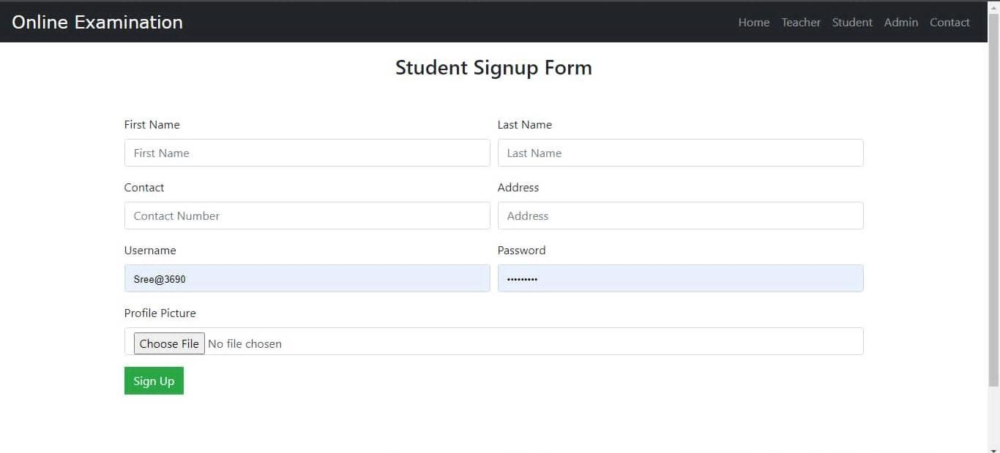 Online Examination Home Teacher Student Admin Contact
Student Signup Form
First Name Last Name
First Name Last Name
Contact Address
Contact Number Address
Username Password
Sree@3690 •••••••••
Profile Picture
Choose File No file chosen
Sign Up